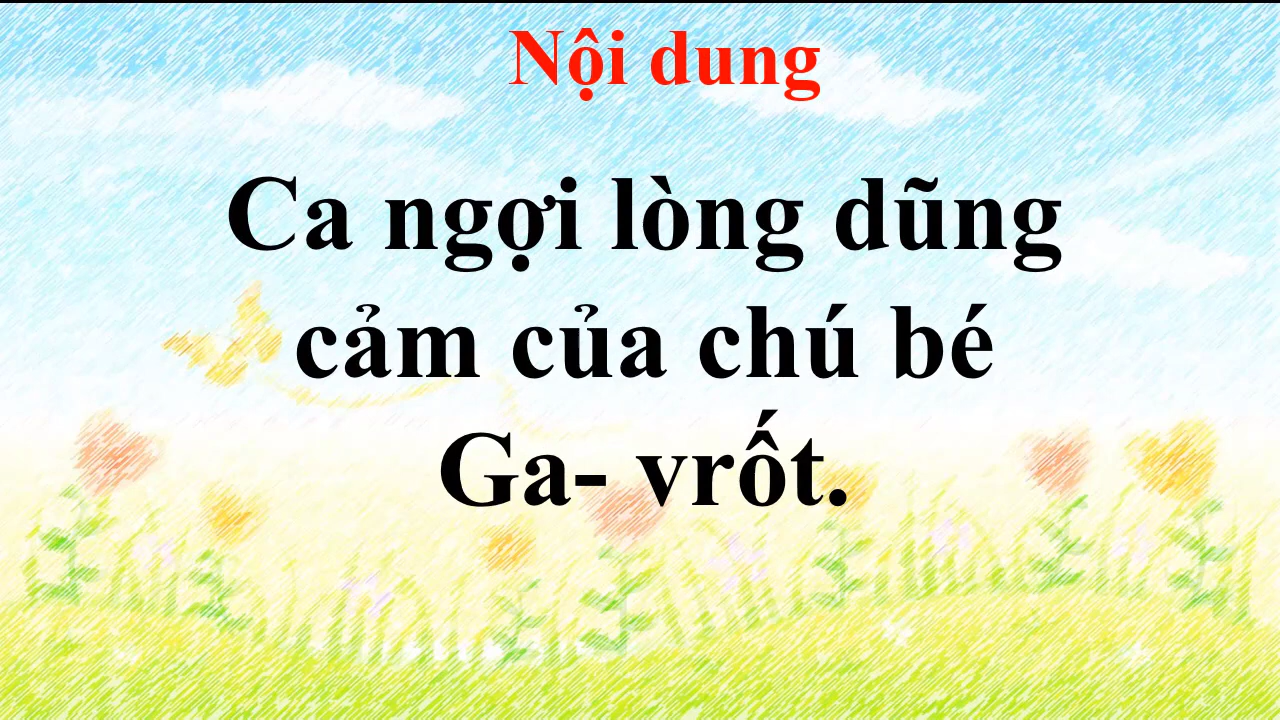 Nội dung
Ca ngợi lòng dũng
cảm của chú bé
Ga- vrốt.